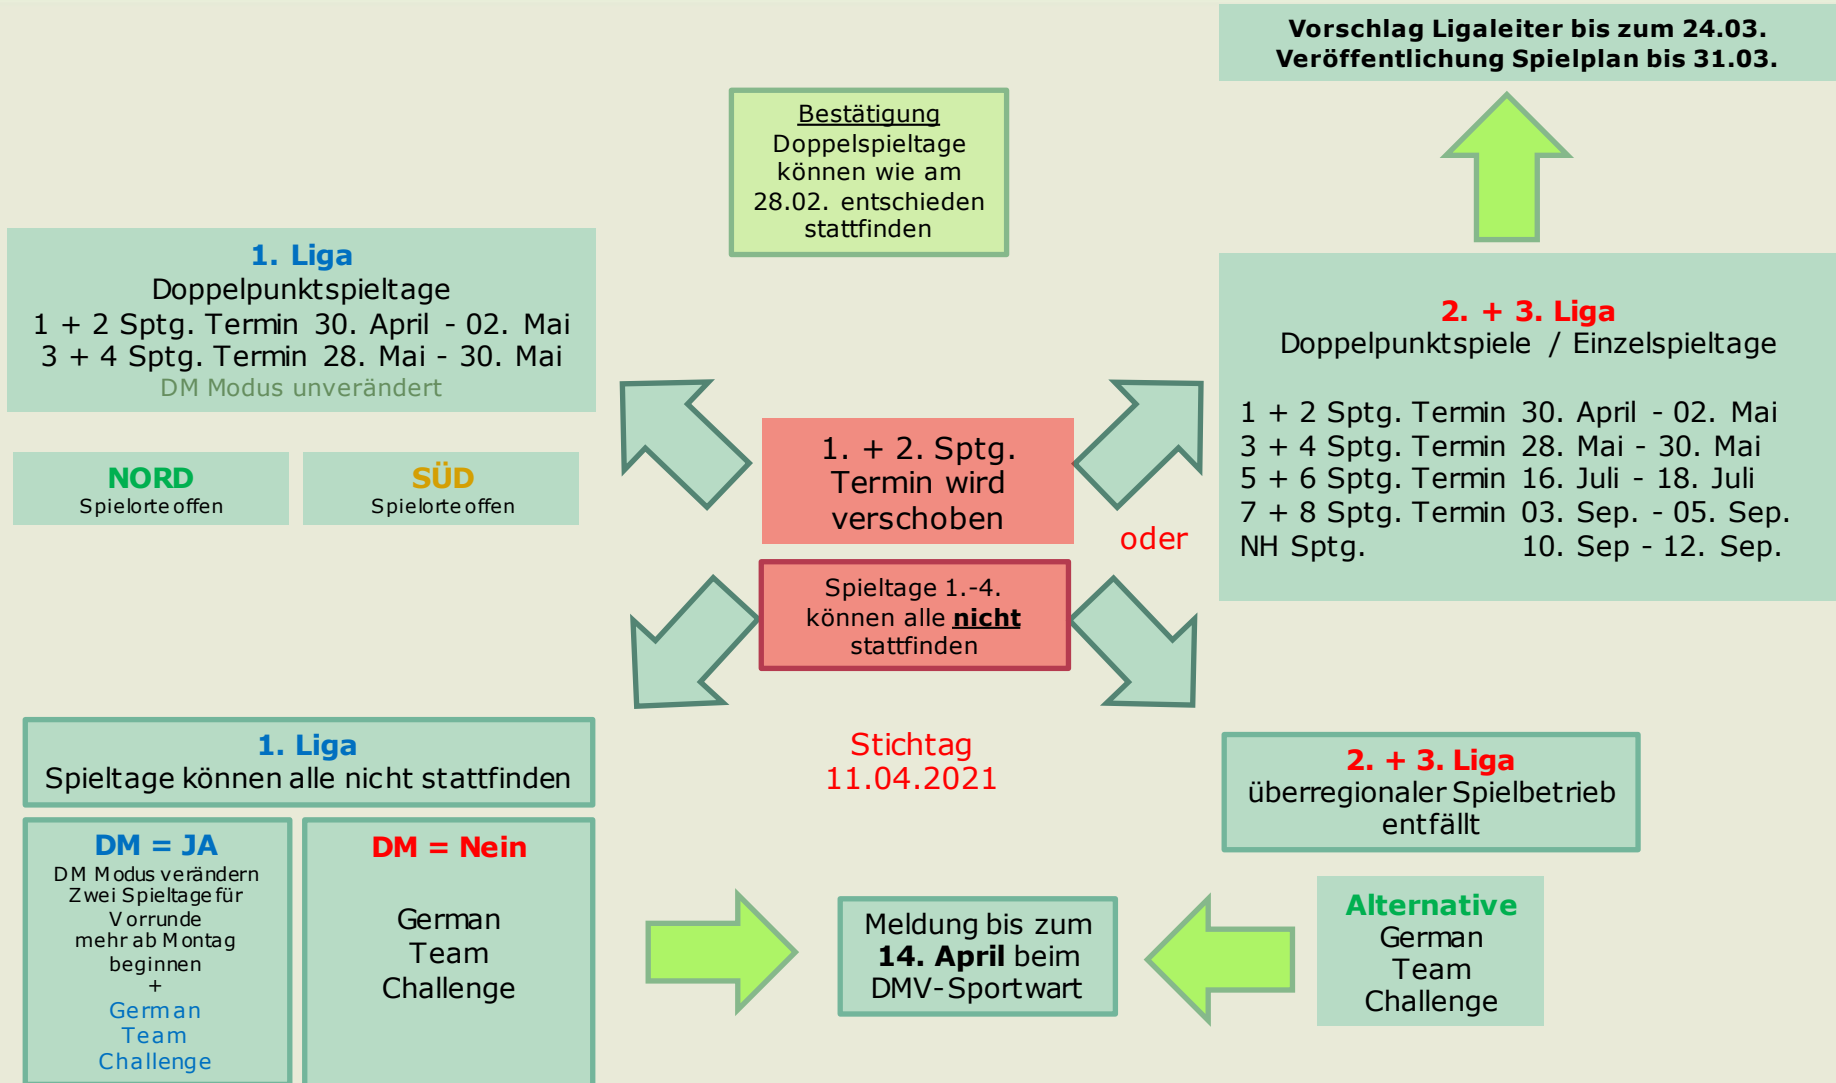 Vorschlag Ligaleiter bis zum 24.03.
Veröffentlichung Spielplan bis 31.03.
Bestätigung
Doppelspieltage
können wie am
28.02. entschieden
stattfinden
1. Liga
Doppelpunktspieltage
1 + 2 Sptg. Termin 30. April - 02. Mai
3 + 4 Sptg. Termin 28. Mai - 30. Mai
DM Modus unverändert
NORD
Spielorte offen
SÜD
Spielorte offen
1. + 2. Sptg.
Termin wird
verschoben
oder
2. + 3. Liga
Doppelpunktspiele / Einzelspieltage
1 + 2 Sptg. Termin 30. April - 02. Mai
3 + 4 Sptg. Termin 28. Mai - 30. Mai
5 + 6 Sptg. Termin 16. Juli - 18. Juli
7 + 8 Sptg. Termin 03. Sep. - 05. Sep.
NH Sptg. 10. Sep - 12. Sep.
Spieltage 1.-4.
können alle nicht
stattfinden
Stichtag
11.04.2021
1. Liga
Spieltage können alle nicht stattfinden
DM = JA
DM Modus verändern
Zwei Spieltage für
Vorrunde
mehr ab Montag
beginnen
+
German
Team
Challenge
DM = Nein
German
Team
Challenge
Meldung bis zum
14. April beim
DMV-Sportwart
2. + 3. Liga
überregionaler Spielbetrieb
entfällt
Alternative
German
Team
Challenge